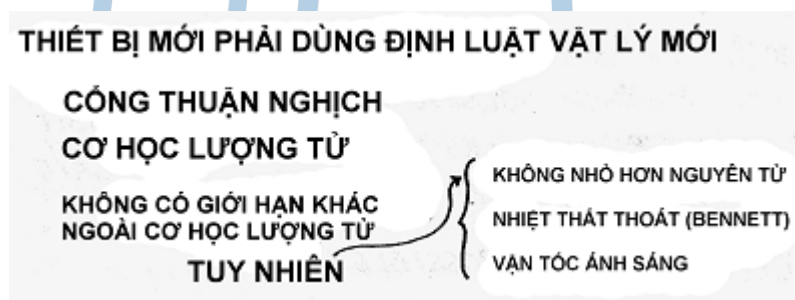 THIẾT BỊ MỚI PHẢI DÙNG ĐỊNH LUẬT VẬT LÝ MỚI
CỔNG THUẬN NGHỊCH
CƠ HỌC LƯỢNG TỬ
KHÔNG CÓ GIỚI HẠN KHÁC
NGOÀI CƠ HỌC LƯỢNG TỬ
TUY NHIÊN
KHÔNG NHỎ HƠN NGUYÊN TỬ
NHIỆT THẤT THOÁT (BENNETT)
VẬN TỐC ÁNH SÁNG